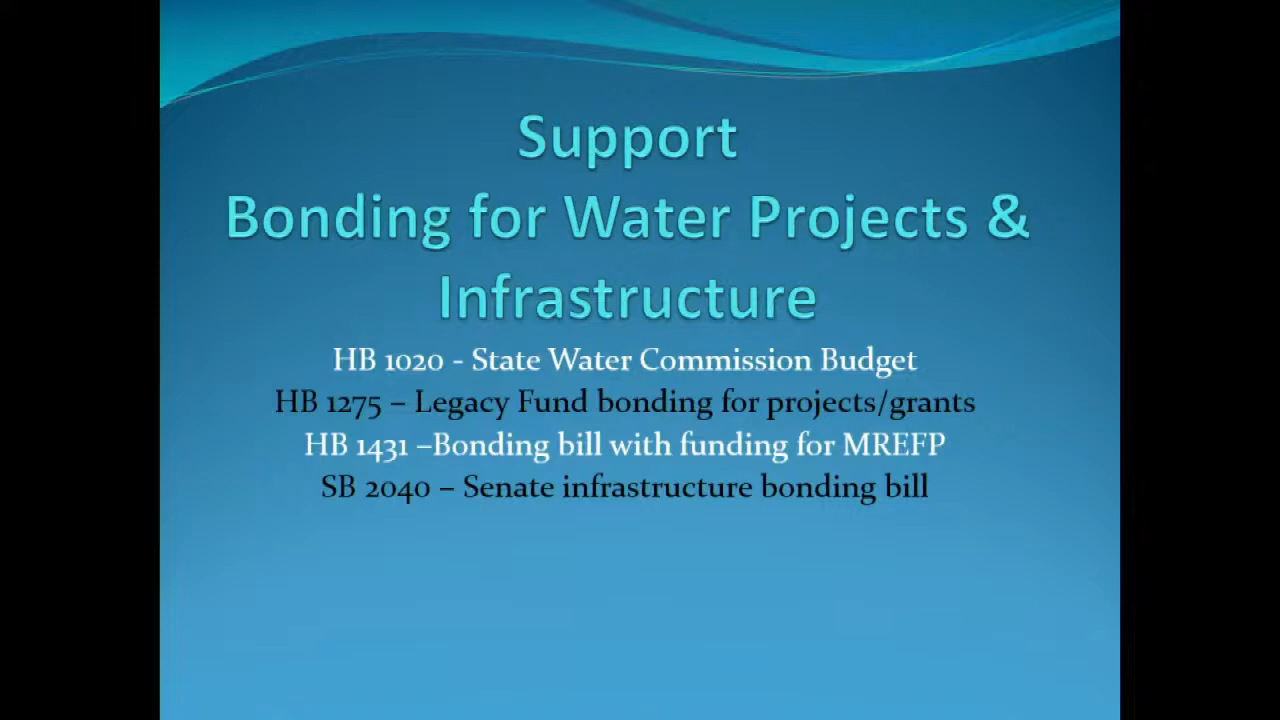 Support
Bonding for Water Projects &
Infrastructure
HB 1020 - State Water Commission Budget
HB 1275 – Legacy Fund bonding for projects/grants
HB 1431 –Bonding bill with funding for MREFP
SB 2040 – Senate infrastructure bonding bill